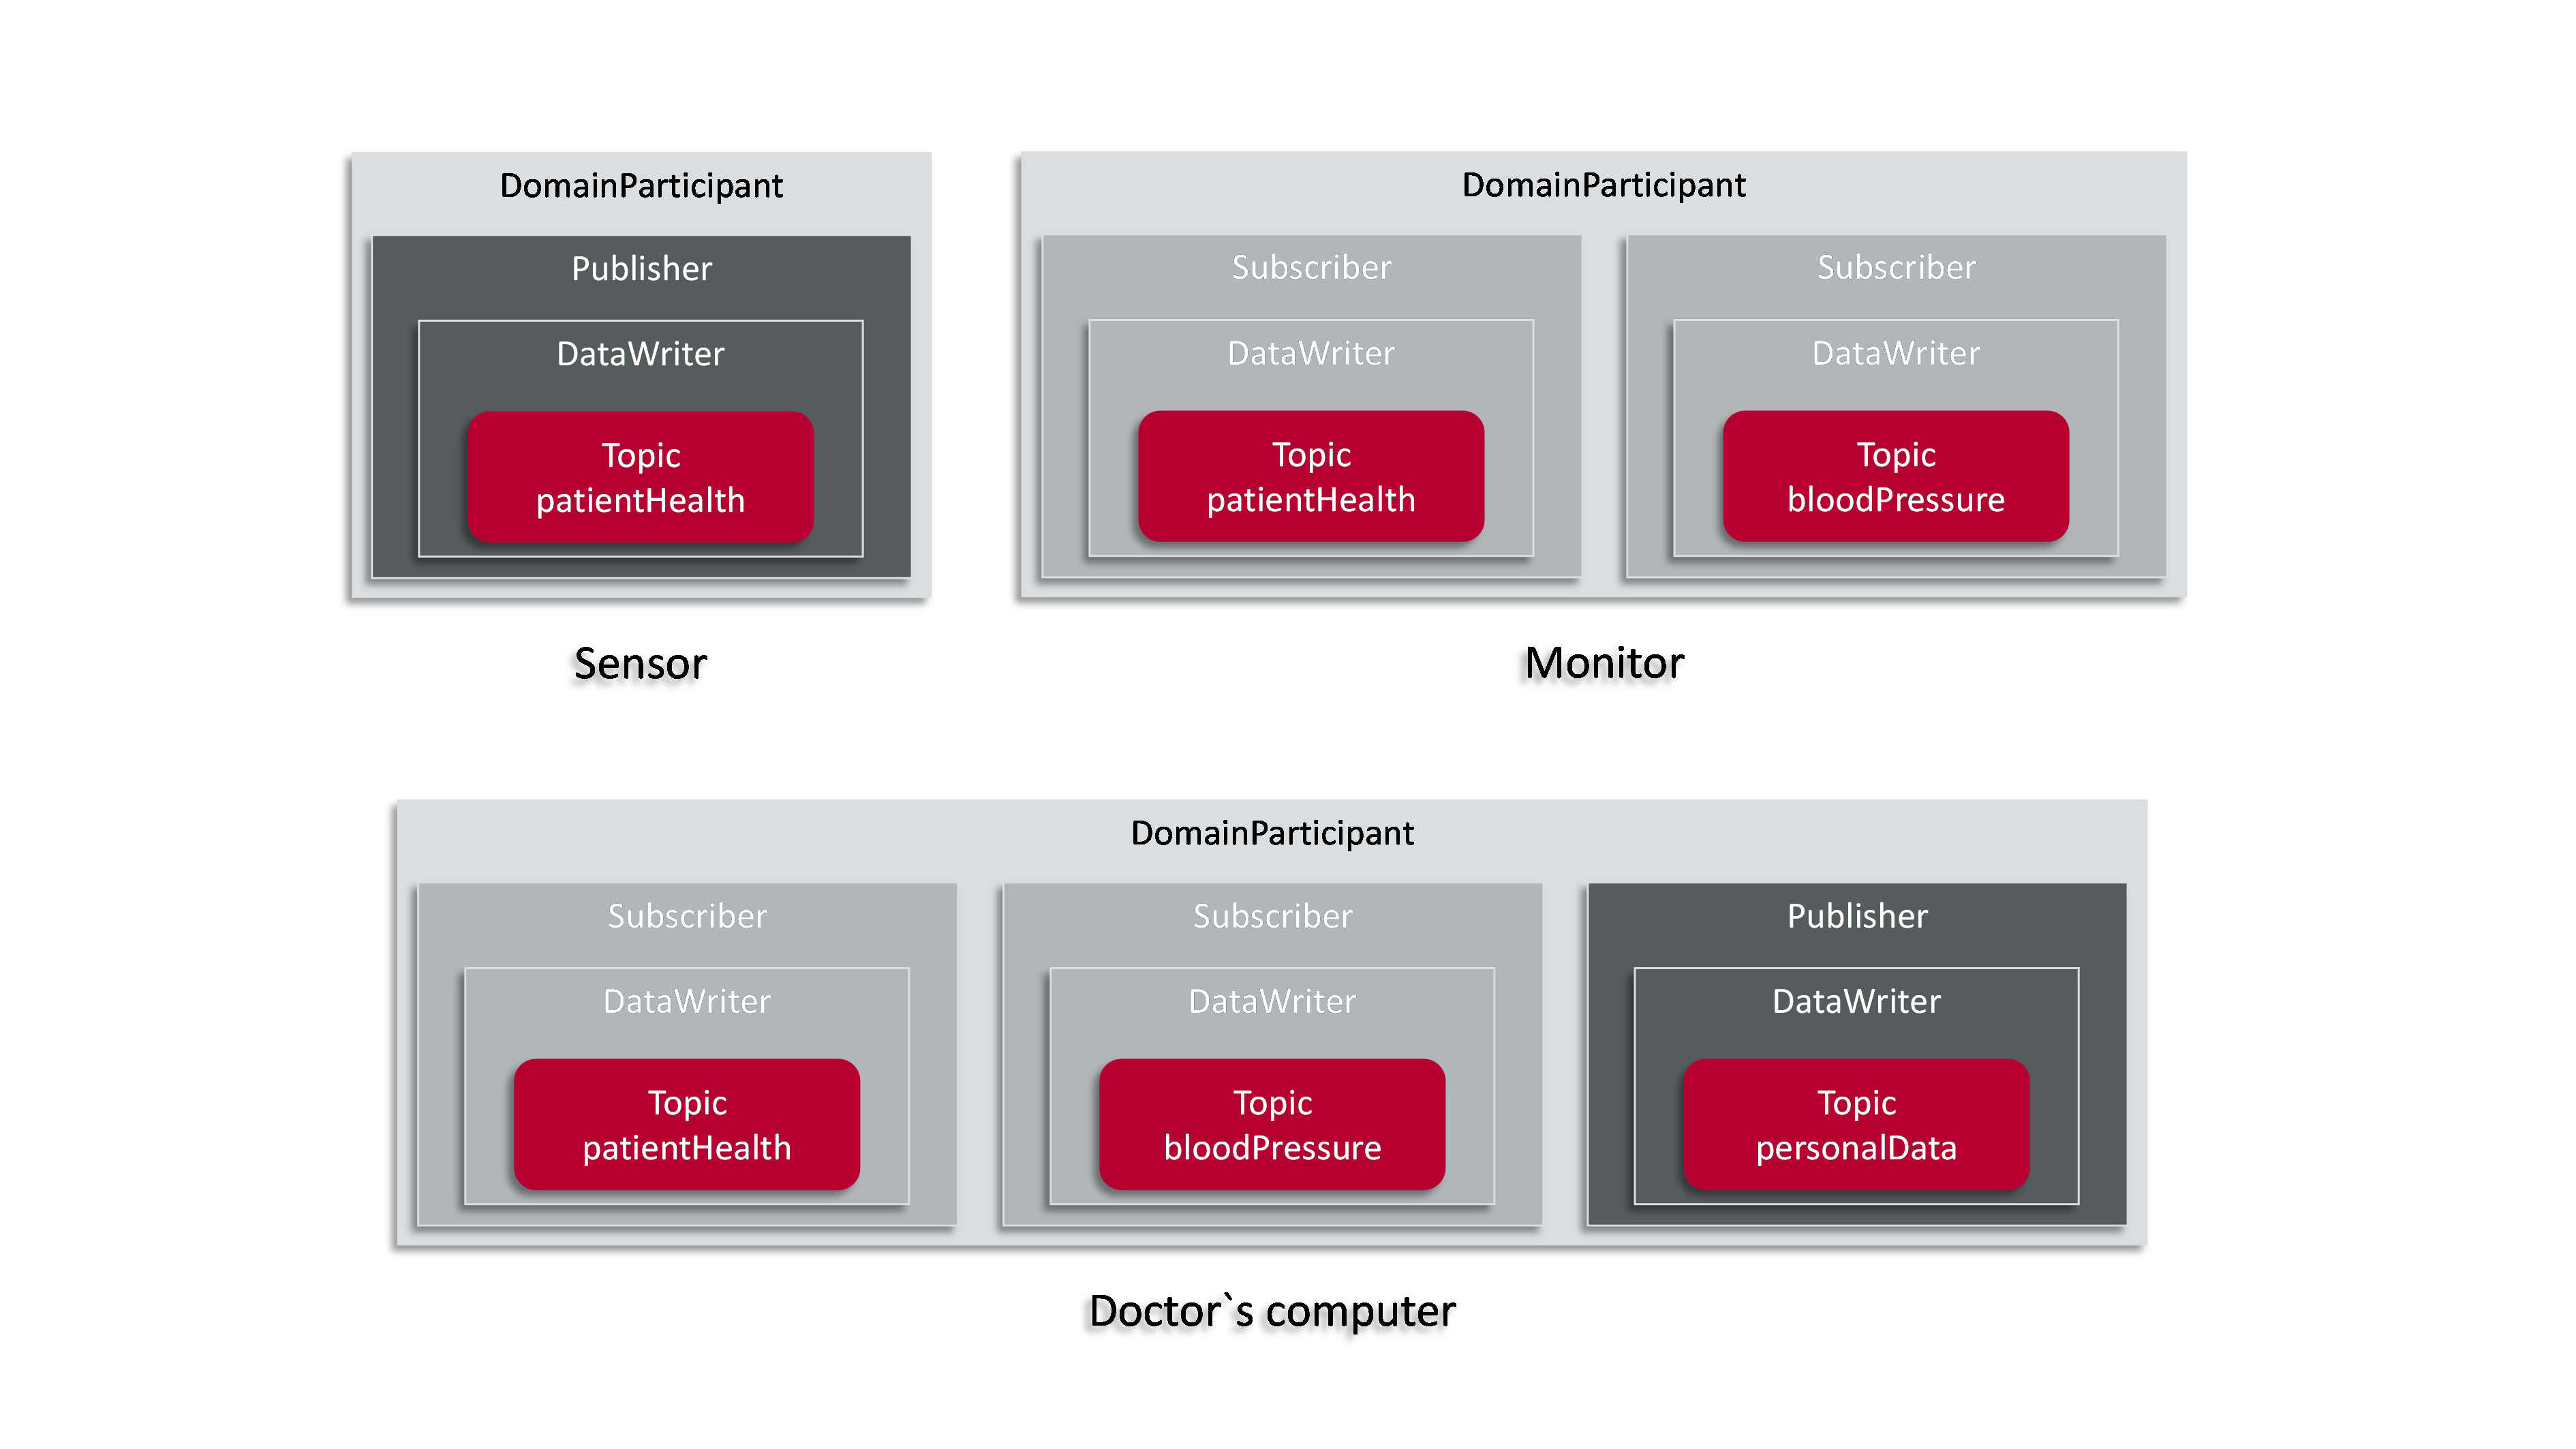 DomainParticipant
Publisher
DataWriter
Topic
patientHealth
Sensor
DomainParticipant
Subscriber
DataWriter
Topic
patientHealth
Subscriber
DataWriter
Topic
bloodPressure
Monitor
DomainParticipant
Subscriber
DataWriter
Topic
patientHealth
Subscriber
DataWriter
Topic
bloodPressure
Publisher
DataWriter
Topic
personalData
Doctor`s computer